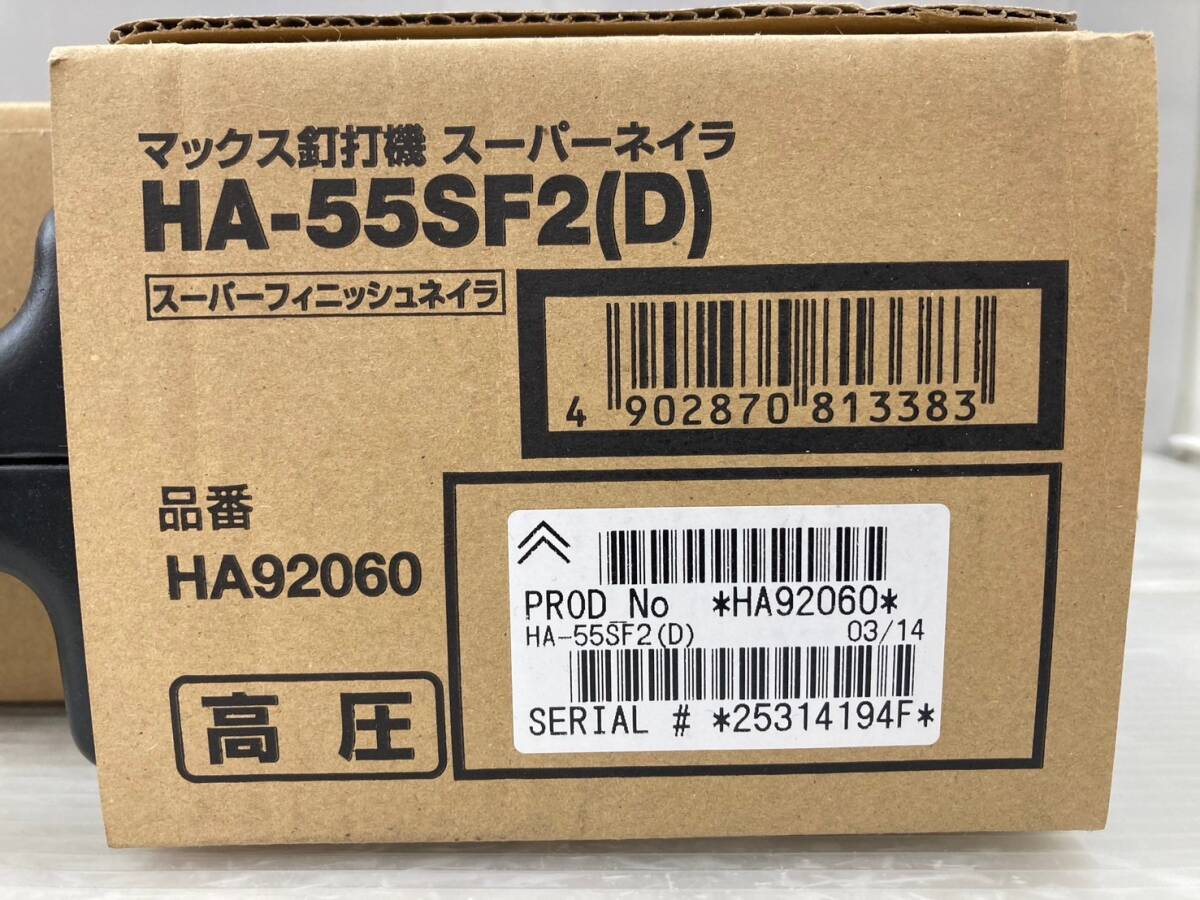 マックス釘打機 スーパーネイラ
HA-55SF2(D)
スーパーフィニッシュネイラ
4 902870 813383
品番
HA92060
PROD_No *HA92060*
HA-55SF2(D) 03/14
SERIAL # *25314194F*
高圧